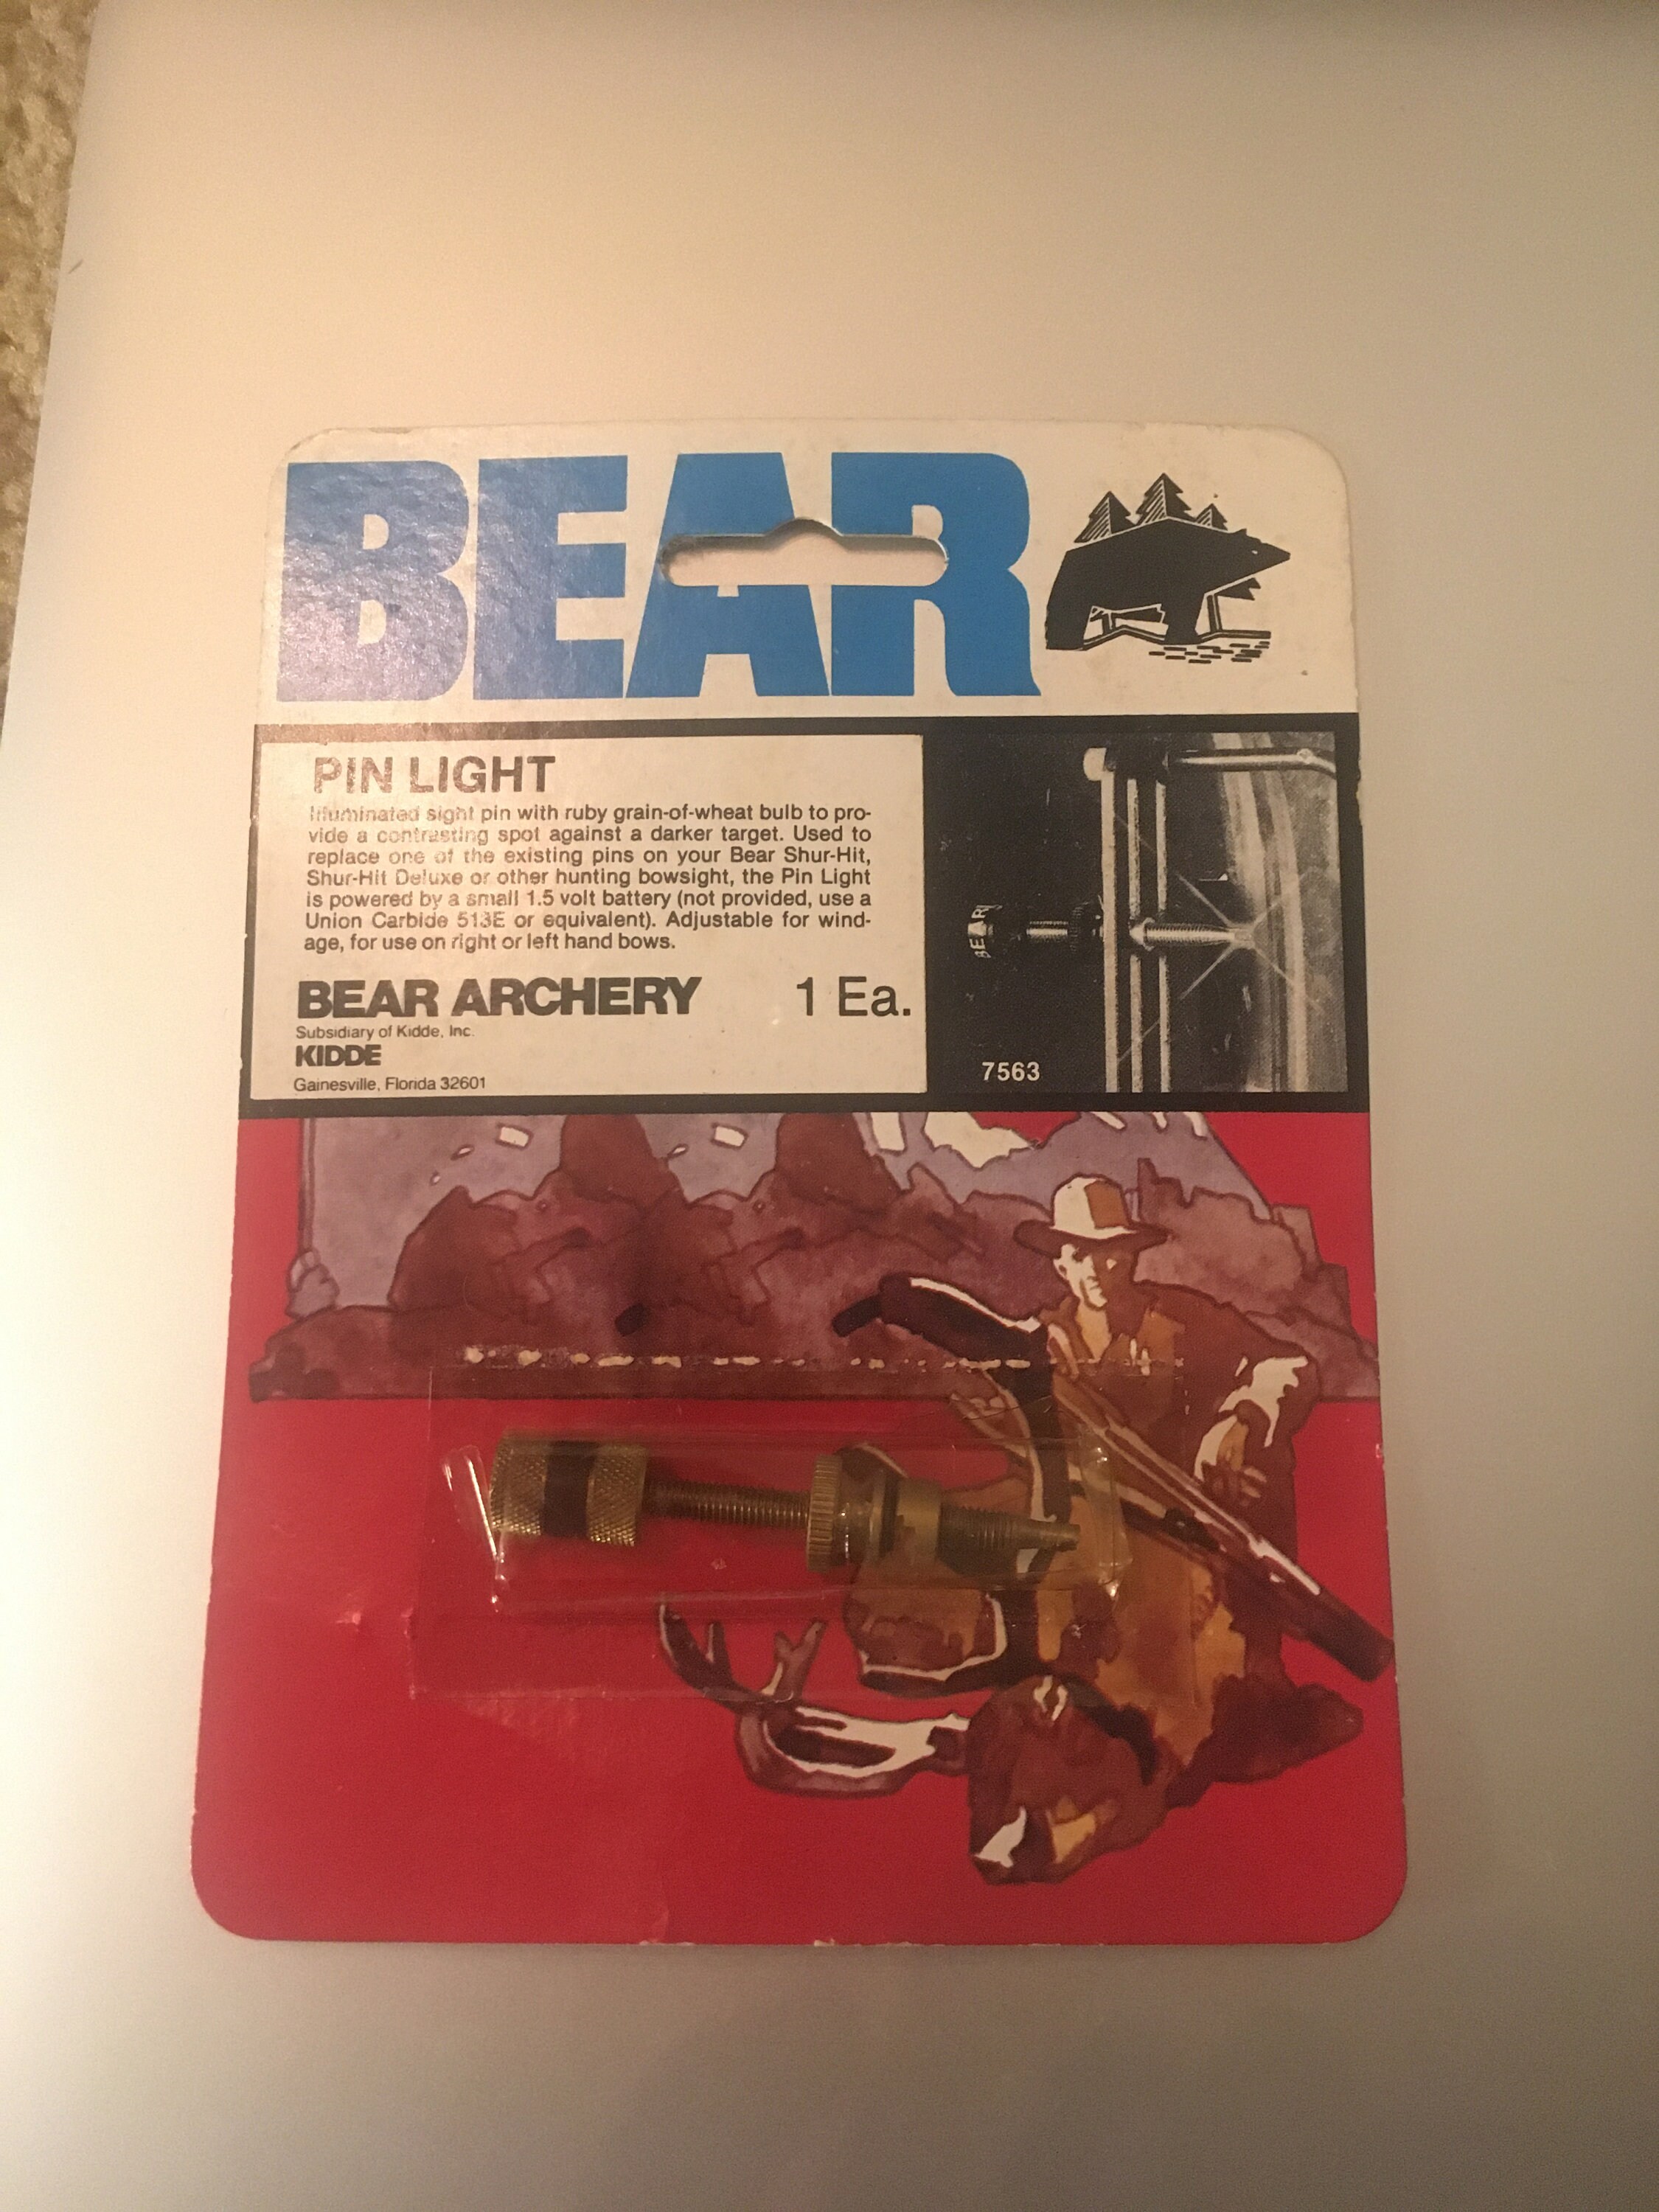 BEAR
PIN LIGHT
Illuminated sight pin with ruby grain-of-wheat bulb to pro-
vide a contrasting spot against a darker target. Used to
replace one of the existing pins on your Bear Shur-Hit,
Shur-Hit Deluxe or other hunting bowsight, the Pin Light
is powered by a small 1.5 volt battery (not provided, use a
Union Carbide 513E or equivalent). Adjustable for wind-
age, for use on right or left hand bows.
BEAR ARCHERY 1 Ea.
Subsidiary of Kidde, Inc.
KIDDE
Gainesville, Florida 32601
BEAR
7563